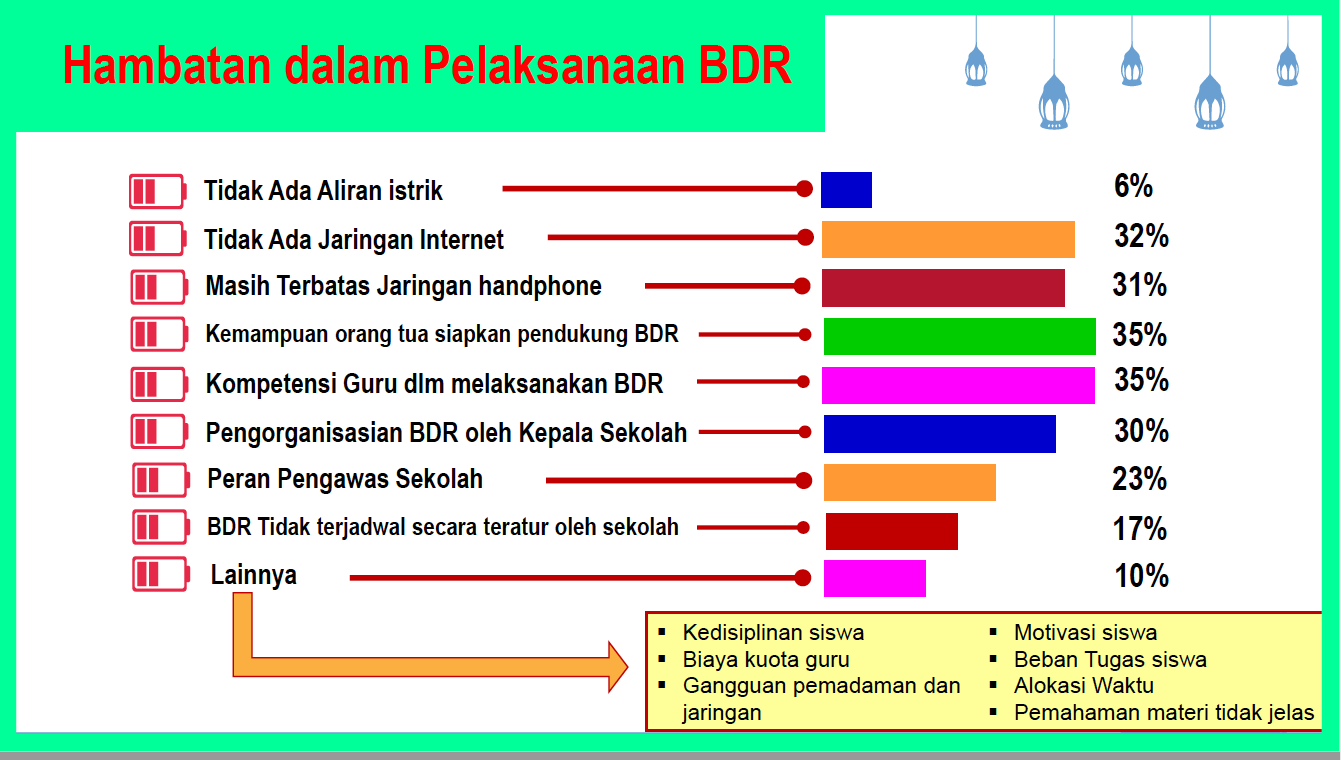 Hambatan dalam Pelaksanaan BDR
Tidak Ada Aliran istrik 6%
Tidak Ada Jaringan Internet 32%
Masih Terbatas Jaringan handphone 31%
Kemampuan orang tua siapkan pendukung BDR 35%
Kompetensi Guru dlm melaksanakan BDR 35%
Pengorganisasian BDR oleh Kepala Sekolah 30%
Peran Pengawas Sekolah 23%
BDR Tidak terjadwal secara teratur oleh sekolah 17%
Lainnya 10%
▪ Kedisiplinan siswa
▪ Biaya kuota guru
▪ Gangguan pemadaman dan
jaringan
▪ Motivasi siswa
▪ Beban Tugas siswa
▪ Alokasi Waktu
▪ Pemahaman materi tidak jelas